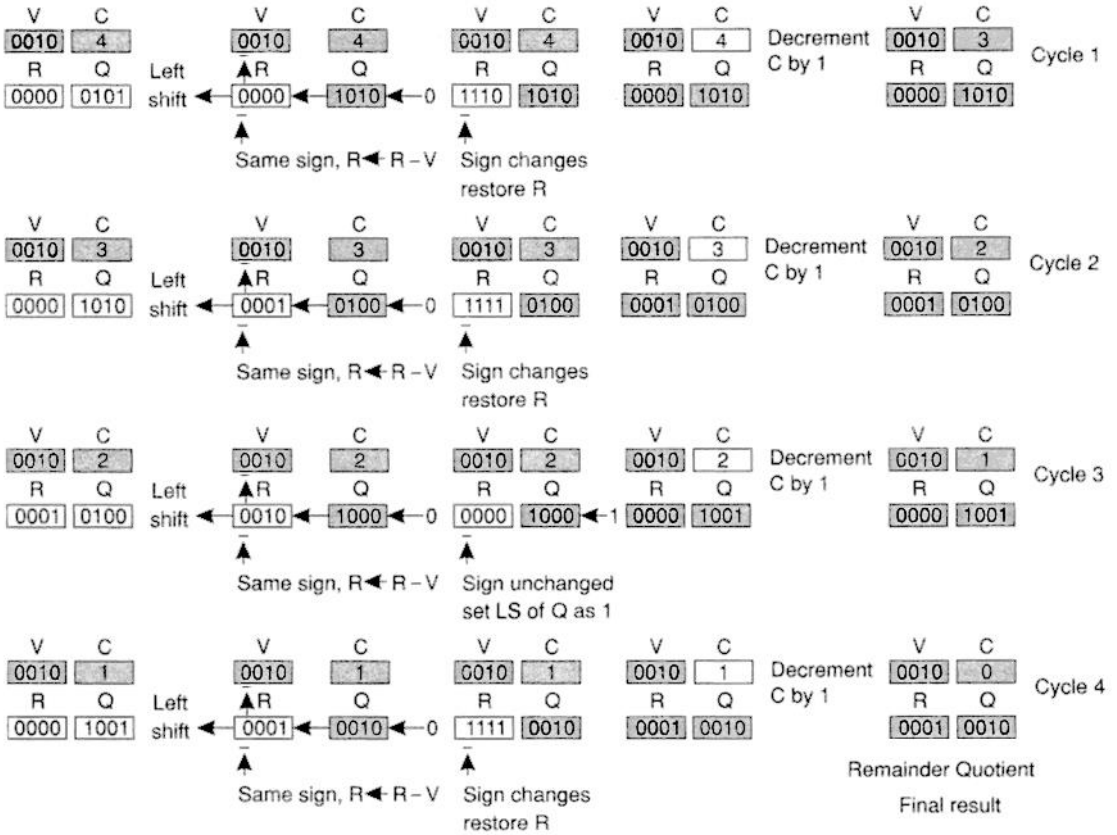 V C V C V C V C V C
0010 4 0010 4 0010 4 0010 4 Decrement C by 1 0010 3 Cycle 1
R Q Left shift R Q R Q R Q R Q
0000 0101 0000 1010 0 1110 1010 0000 1010 0000 1010
Same sign, R R – V Sign changes
restore R
V C V C V C V C V C
0010 3 0010 3 0010 3 0010 3 Decrement C by 1 0010 2 Cycle 2
R Q Left shift R Q R Q R Q R Q
0000 1010 0001 0100 0 1111 0100 0001 0100 0001 0100
Same sign, R R – V Sign changes
restore R
V C V C V C V C V C
0010 2 0010 2 0010 2 0010 2 Decrement C by 1 0010 1 Cycle 3
R Q Left shift R Q R Q R Q R Q
0001 0100 0010 1000 0 0000 1000 1 0000 1001 0000 1001
Same sign, R R – V Sign unchanged
set LS of Q as 1
V C V C V C V C V C
0010 1 0010 1 0010 1 0010 1 Decrement C by 1 0010 0 Cycle 4
R Q Left shift R Q R Q R Q R Q
0000 1001 0001 0010 0 1111 0010 0001 0010 0001 0010
Remainder Quotient
Same sign, R R – V Sign changes Final result
restore R